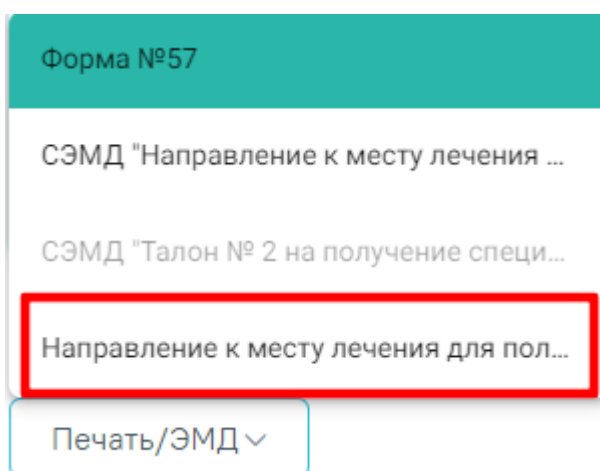 Форма №57
СЭМД "Направление к месту лечения ...
СЭМД "Талон № 2 на получение специ...
Направление к месту лечения для пол...
Печать/ЭМД